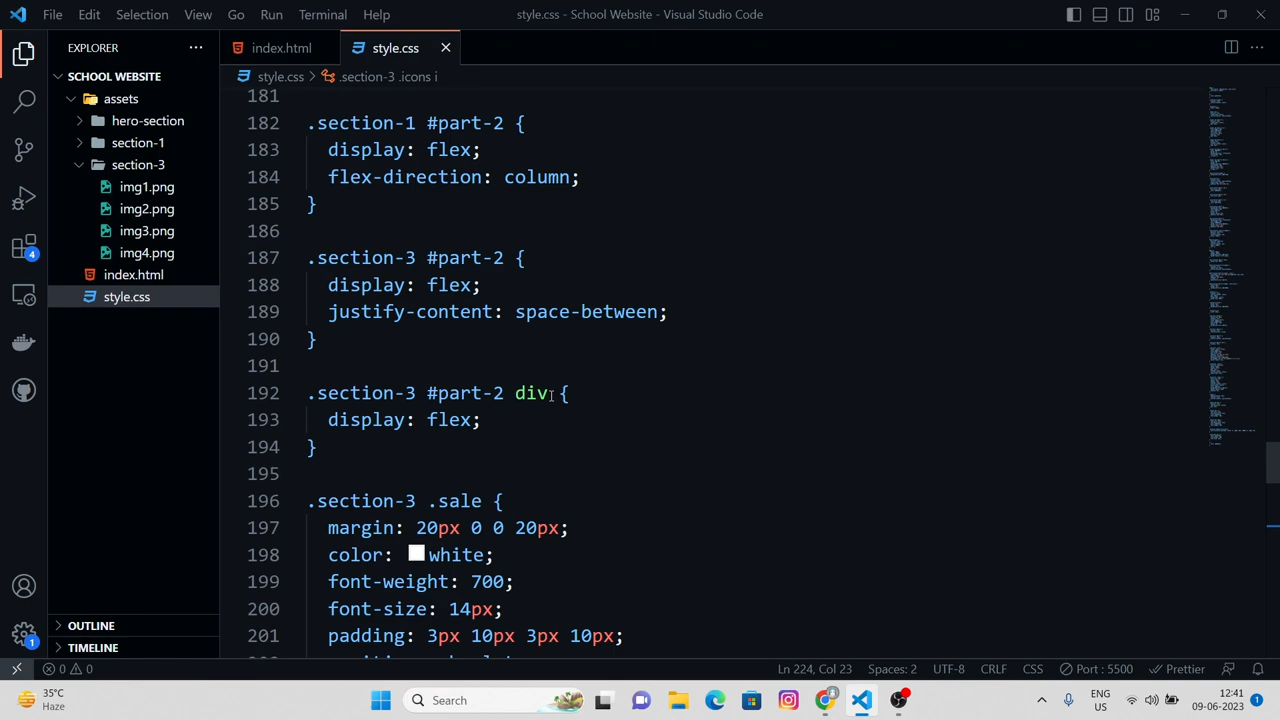 File Edit Selection View Go Run Terminal Help
style.css - School Website - Visual Studio Code
EXPLORER
SCHOOL WEBSITE
assets
hero-section
section-1
section-3
img1.png
img2.png
img3.png
img4.png
index.html
style.css
OUTLINE
TIMELINE
4
1
index.html style.css
style.css > .section-3 .icons i
181
182 .section-1 #part-2 {
183 display: flex;
184 flex-direction: column;
185 }
186
187 .section-3 #part-2 {
188 display: flex;
189 justify-content: space-between;
190 }
191
192 .section-3 #part-2 div {
193 display: flex;
194 }
195
196 .section-3 .sale {
197 margin: 20px 0 0 20px;
198 color: white;
199 font-weight: 700;
200 font-size: 14px;
201 padding: 3px 10px 3px 10px;
0 0 Ln 224, Col 23 Spaces: 2 UTF-8 CRLF CSS Port : 5500 Prettier
35°C
Haze
Search
ENG
US
12:41
09-06-2023
1